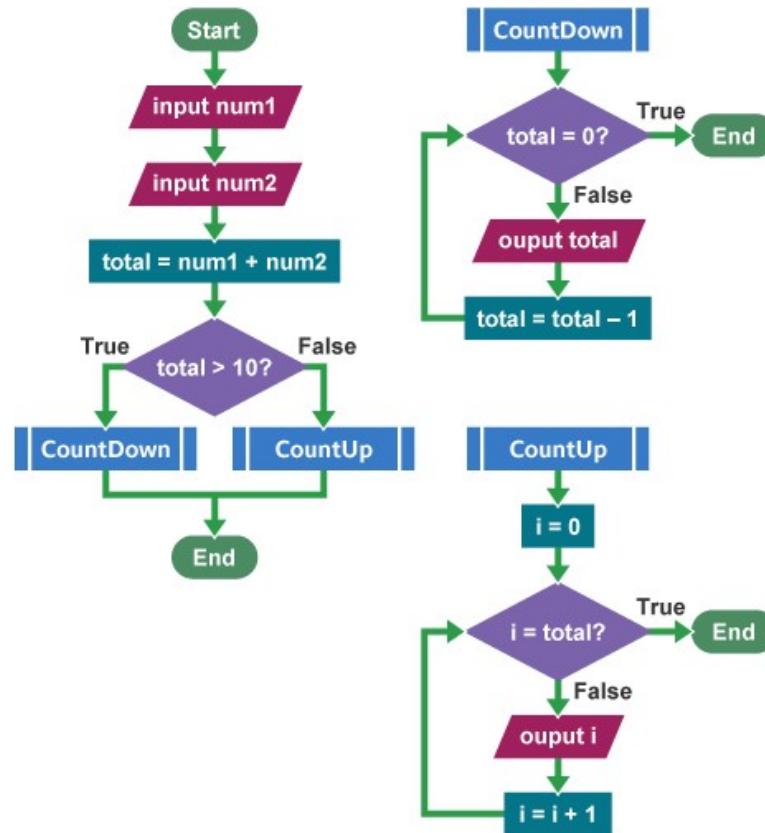 Start
input num1
input num2
total = num1 + num2
True
total > 10?
False
CountDown
CountUp
End
CountDown
total = 0?
True
End
False
ouput total
total = total – 1
CountUp
i = 0
i = total?
True
End
False
ouput i
i = i + 1